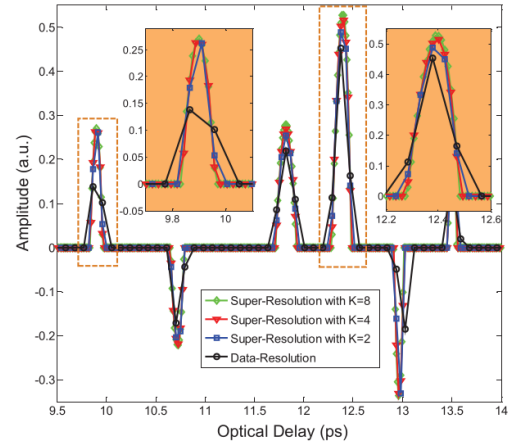 0.5
0.4
0.3
0.2
0.1
0
-0.1
-0.2
-0.3
Amplitude (a.u.)
0.25
0.2
0.15
0.1
0.05
0
-0.05
9.8 10
0.5
0.4
0.3
0.2
0.1
0
12.2 12.4 12.6
Super-Resolution with K=8
Super-Resolution with K=4
Super-Resolution with K=2
Data-Resolution
9.5 10 10.5 11 11.5 12 12.5 13 13.5 14
Optical Delay (ps)